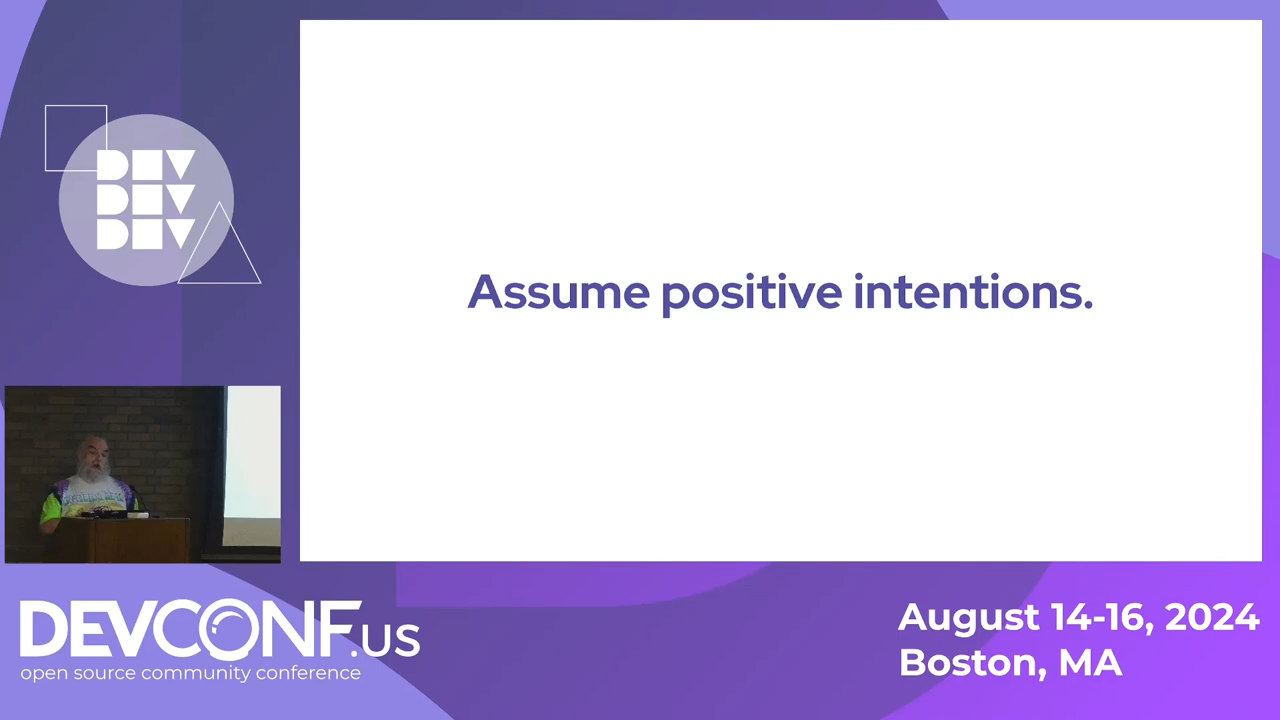 DEV
DEV
DEV
Assume positive intentions.
DEVCONF.US
open source community conference
August 14-16, 2024
Boston, MA